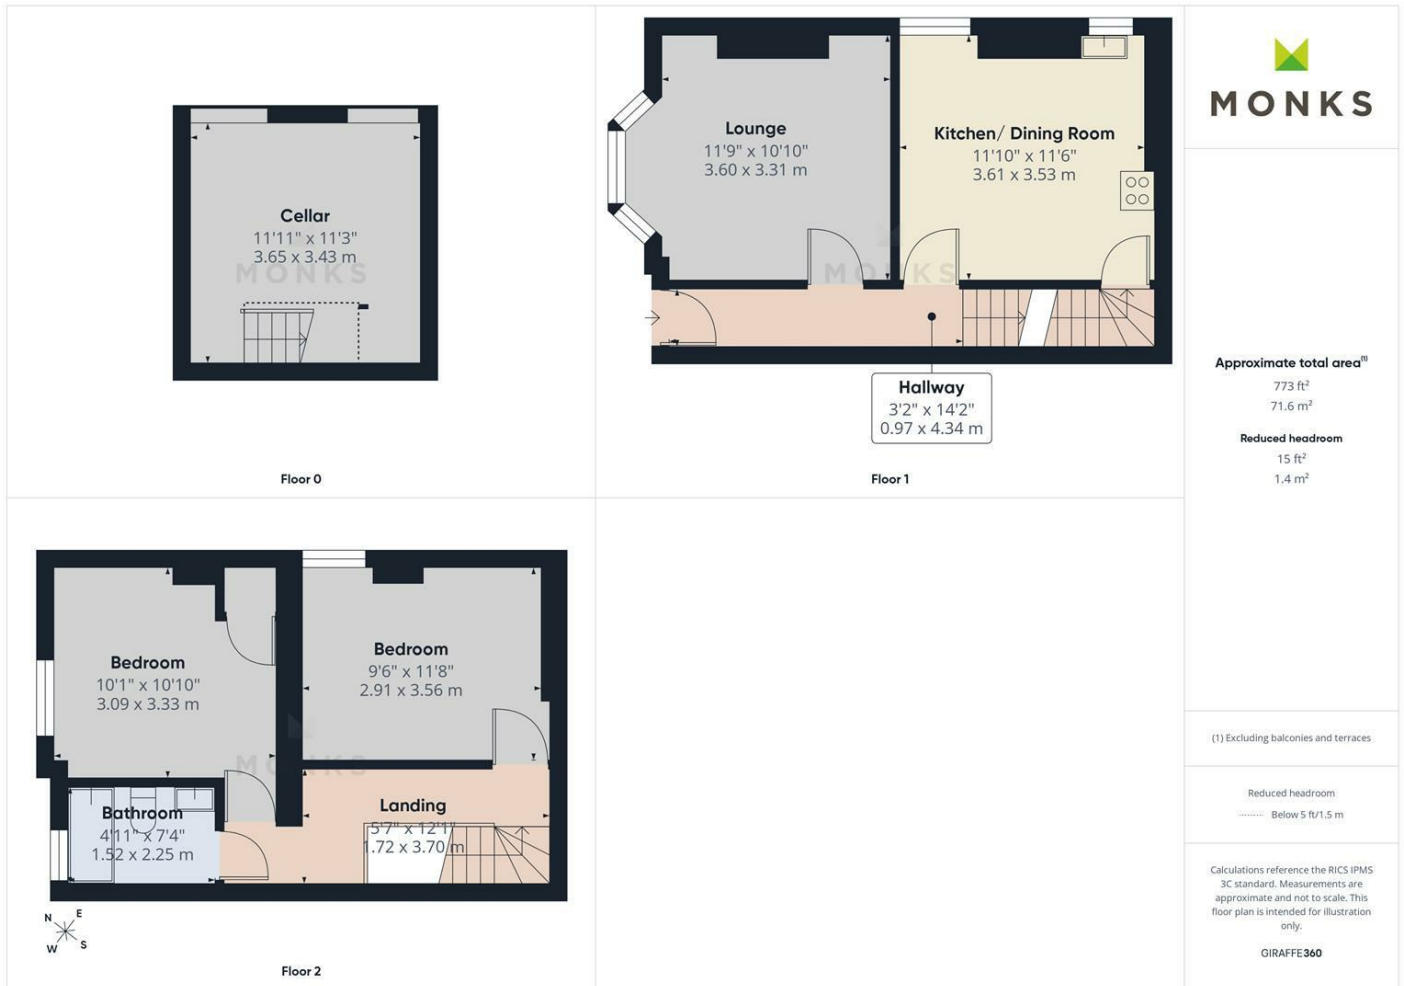 Cellar
11'11" x 11'3"
3.65 x 3.43 m
MONKS
Floor 0
Lounge
11'9" x 10'10"
3.60 x 3.31 m
Kitchen/ Dining Room
11'10" x 11'6"
3.61 x 3.53 m
MONKS
Hallway
3'2" x 14'2"
0.97 x 4.34 m
Floor 1
Bedroom
10'1" x 10'10"
3.09 x 3.33 m
Bedroom
9'6" x 11'8"
2.91 x 3.56 m
MONKS
Bathroom
4'11" x 7'4"
1.52 x 2.25 m
Landing
5'7" x 12'1"
1.72 x 3.70 m
N E
W S
Floor 2
MONKS
Approximate total area(1)
773 ft²
71.6 m²
Reduced headroom
15 ft²
1.4 m²
(1) Excluding balconies and terraces
Reduced headroom
Below 5 ft/1.5 m
Calculations reference the RICS IPMS
3C standard. Measurements are
approximate and not to scale. This
floor plan is intended for illustration
only.
GIRAFFE360